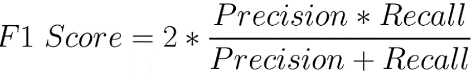 F1 Score = 2 * Precision * Recall / Precision + Recall